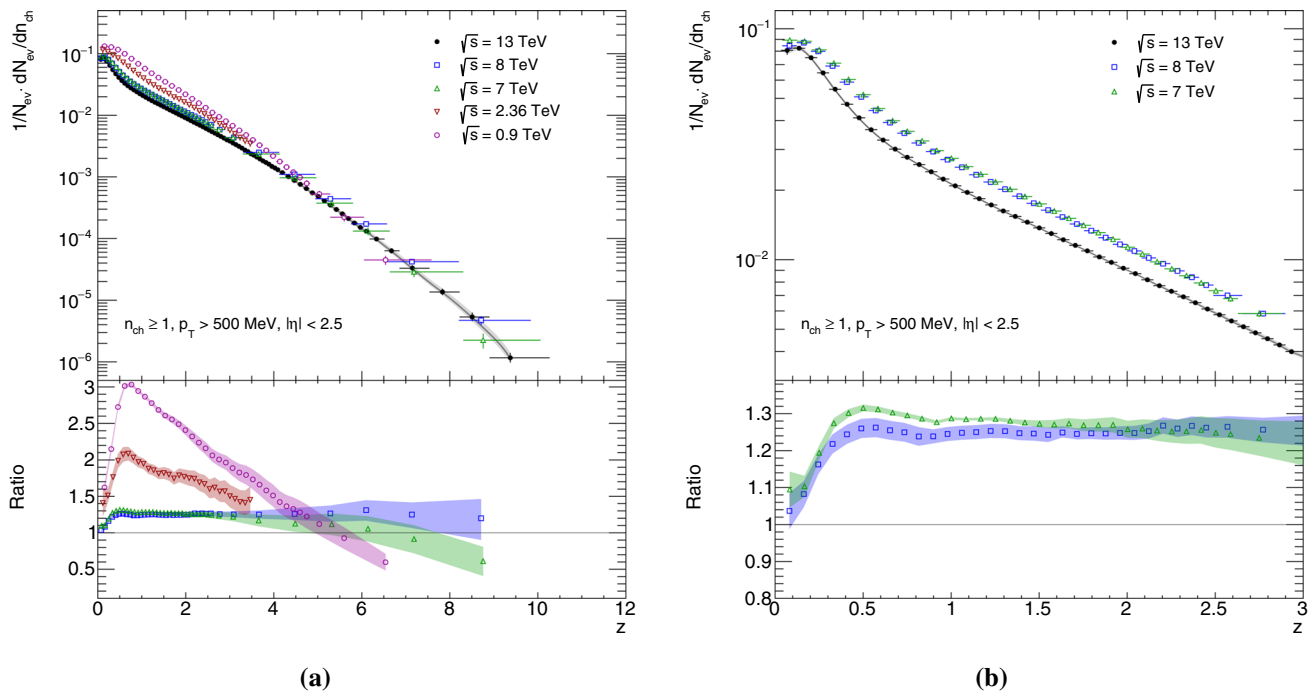 1/N_ev · dN_ev/dn_ch
10^-1
10^-2
10^-3
10^-4
10^-5
10^-6
√s = 13 TeV
√s = 8 TeV
√s = 7 TeV
√s = 2.36 TeV
√s = 0.9 TeV
n_ch ≥ 1, p_T > 500 MeV, |η| < 2.5
Ratio
3
2.5
2
1.5
1
0.5
0 2 4 6 8 10 12
z
(a)
1/N_ev · dN_ev/dn_ch
10^-1
10^-2
√s = 13 TeV
√s = 8 TeV
√s = 7 TeV
n_ch ≥ 1, p_T > 500 MeV, |η| < 2.5
Ratio
1.3
1.2
1.1
1
0.9
0.8
0 0.5 1 1.5 2 2.5 3
z
(b)